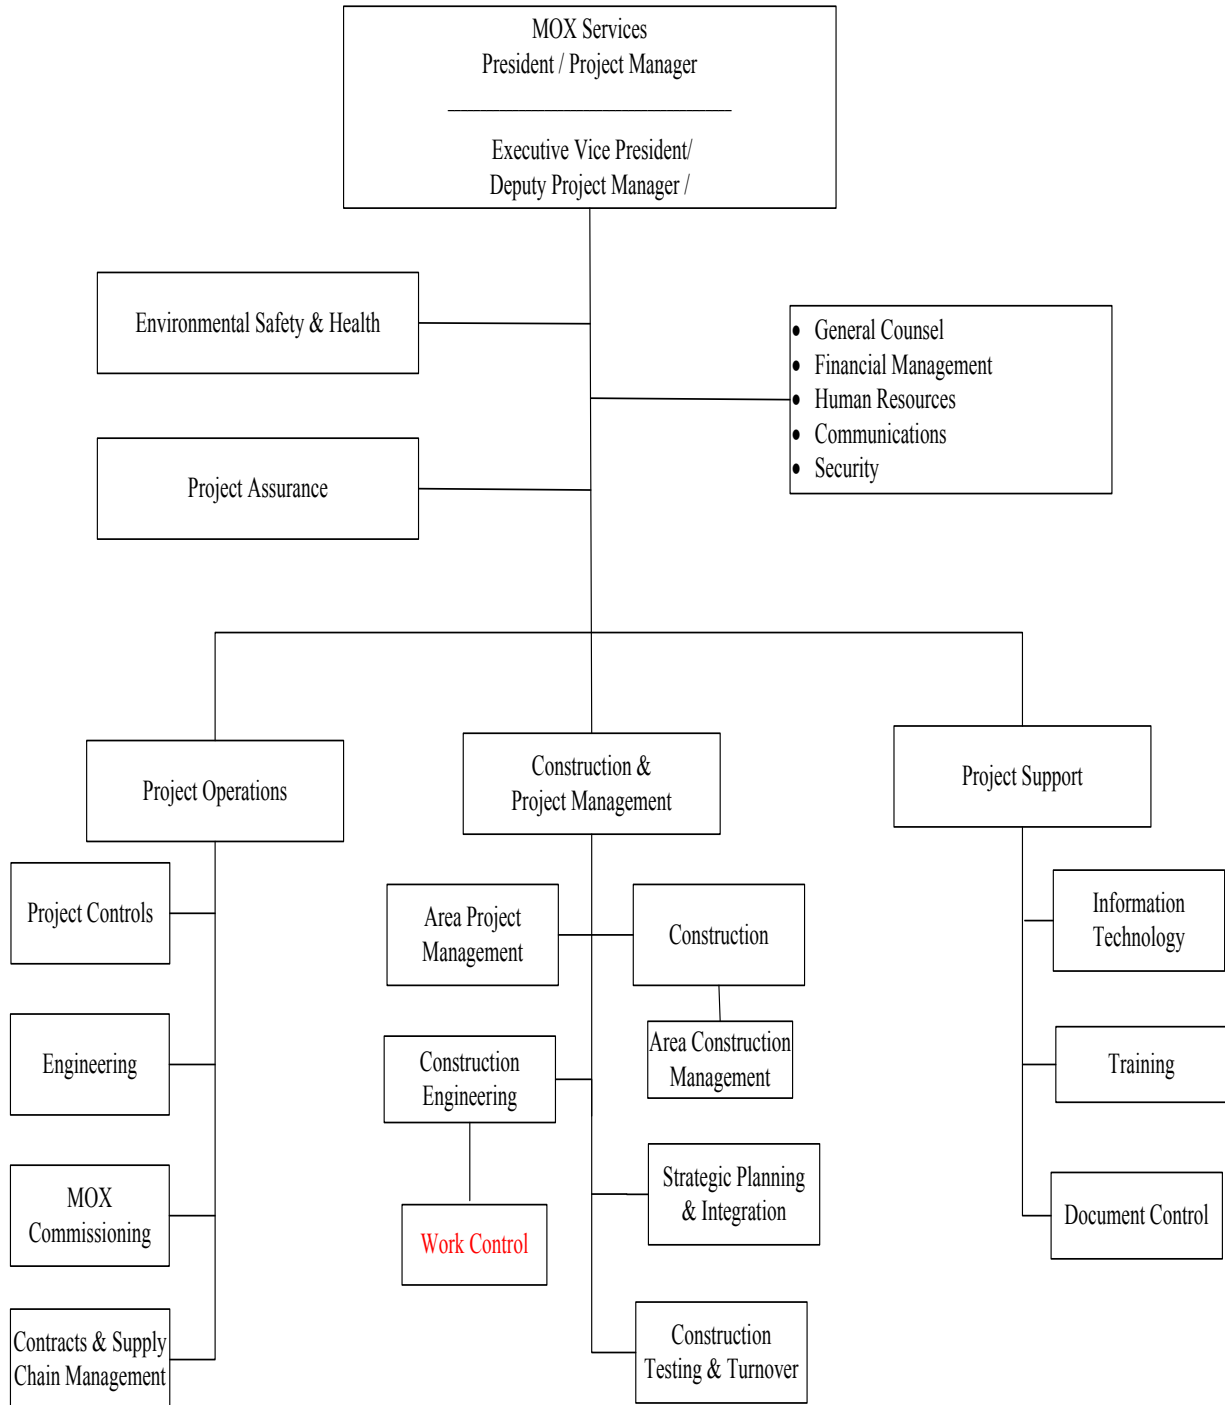 MOX Services
President / Project Manager
Executive Vice President/
Deputy Project Manager /
Environmental Safety & Health
• General Counsel
• Financial Management
• Human Resources
• Communications
• Security
Project Assurance
Project Operations
Construction &
Project Management
Project Support
Project Controls
Area Project
Management
Construction
Information
Technology
Engineering
Construction
Engineering
Area Construction
Management
Training
MOX
Commissioning
Work Control
Strategic Planning
& Integration
Document Control
Contracts & Supply
Chain Management
Construction
Testing & Turnover